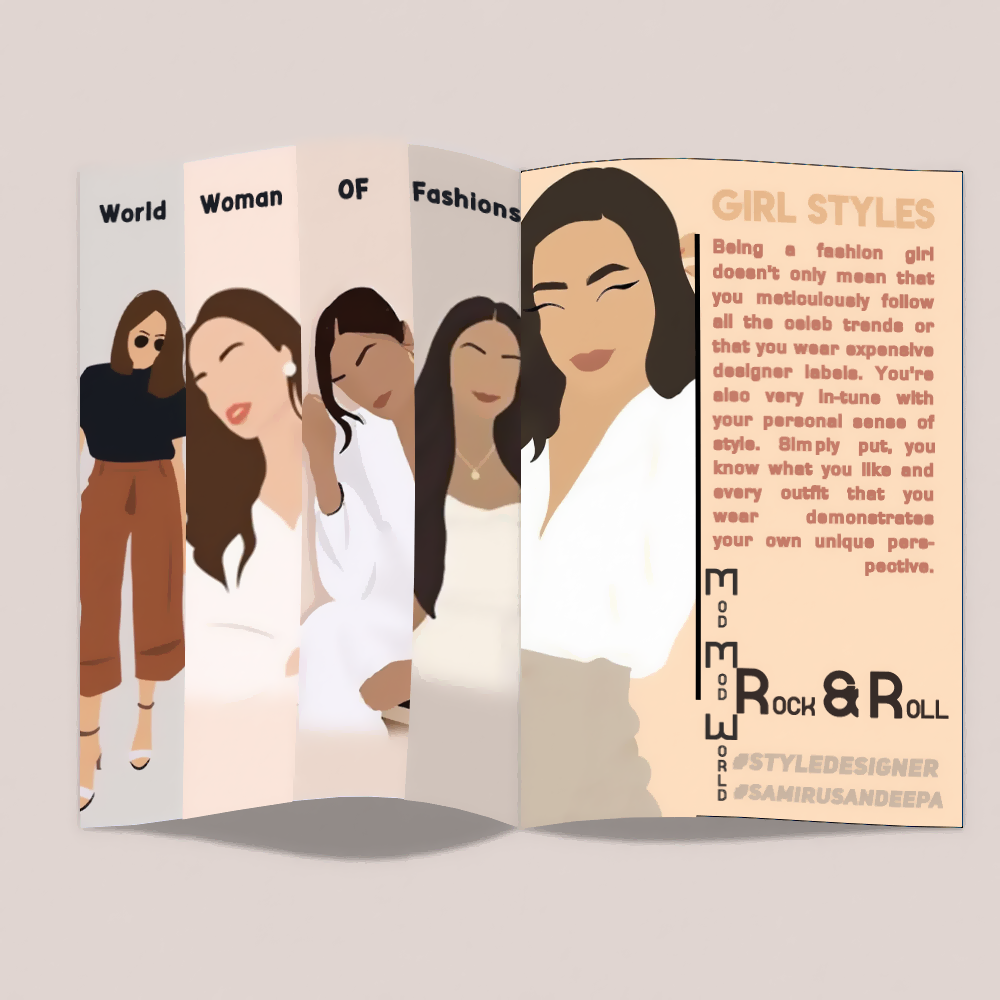 World
Woman
OF
Fashions
GIRL STYLES
Being a fashion girl
doesn't only mean that
you meticulously follow
all the celeb trends or
that you wear expensive
designer labels. You're
also very in-tune with
your personal sense of
style. Simply put, you
know what you like and
every outfit that you
wear demonstrates
your own unique pers-
pective.
MOD
MOD
WORLD
ROCK & ROLL
#STYLEDESIGNER
#SAMIRUSANDEEPA